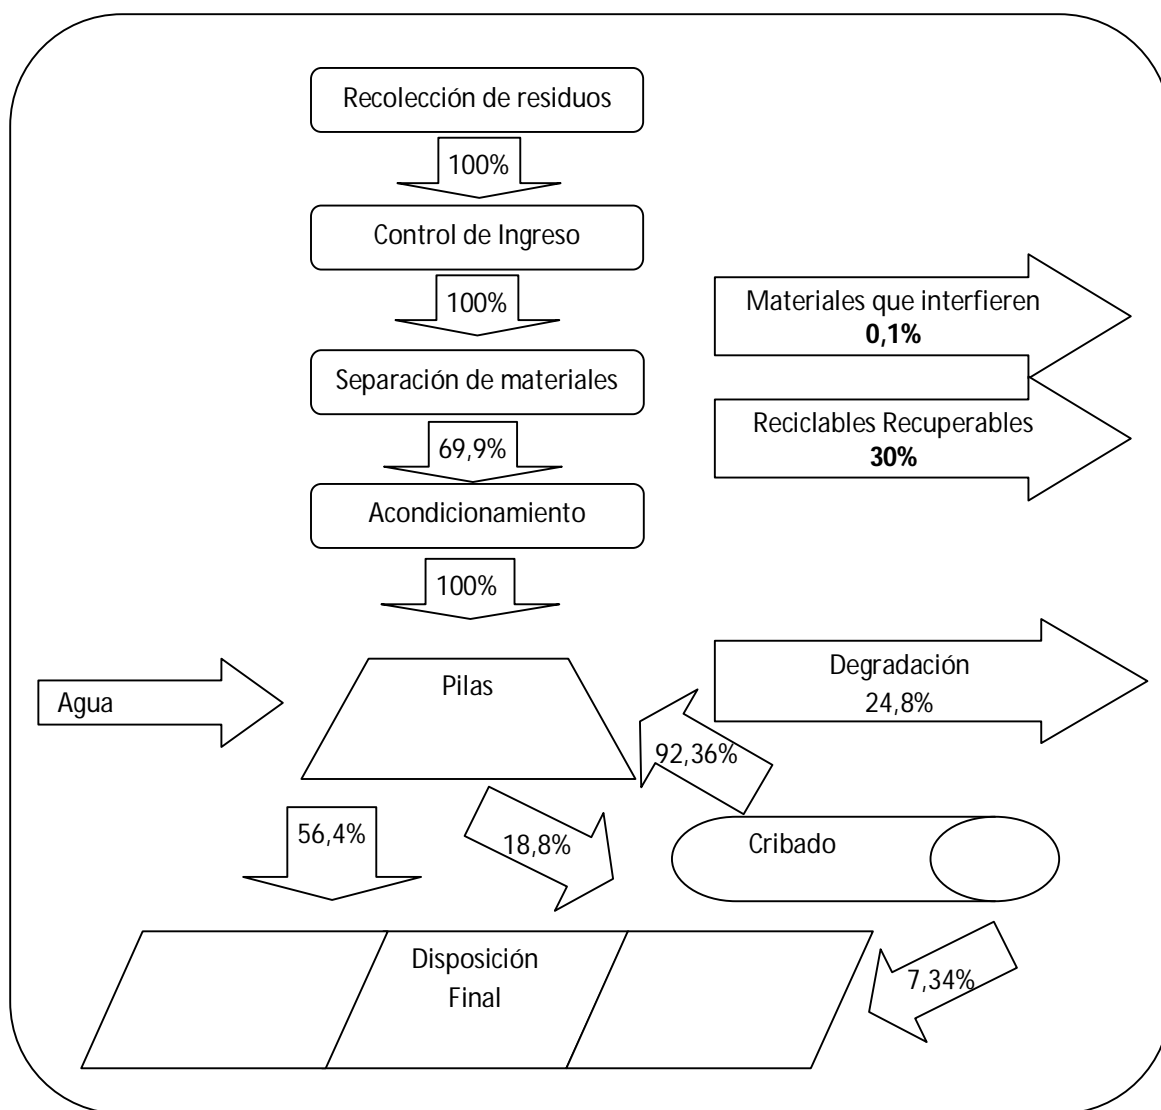 Recolección de residuos
100%
Control de Ingreso
100%
Materiales que interfieren
0,1%
Separación de materiales
69,9%
Reciclables Recuperables
30%
Acondicionamiento
100%
Pilas
Degradación
24,8%
Agua
92,36%
56,4%
18,8%
Cribado
Disposición
Final
7,34%